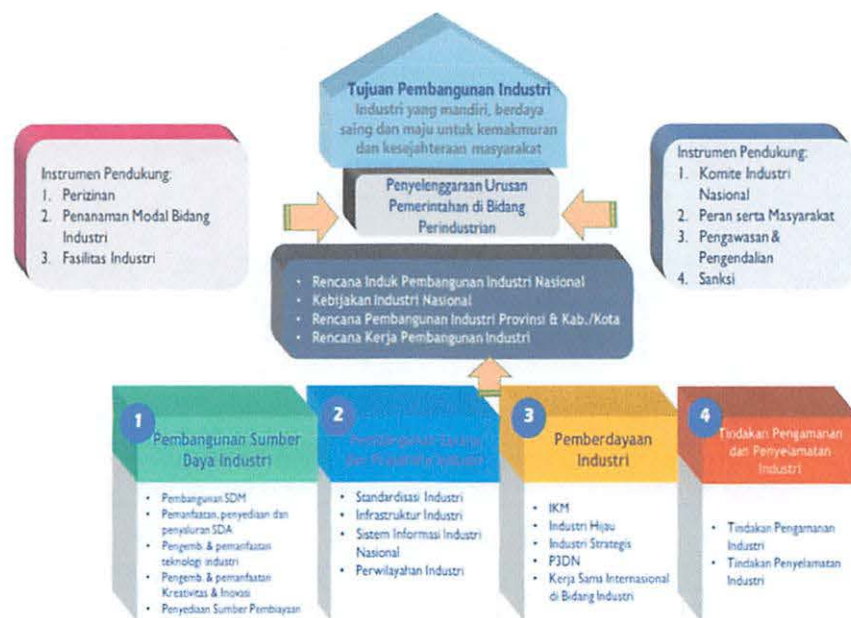 Tujuan Pembangunan Industri
Industri yang mandiri, berdaya
saing dan maju untuk kemakmuran
dan kesejahteraan masyarakat
Instrumen Pendukung:
1. Perizinan
2. Penanaman Modal Bidang
Industri
3. Fasilitas Industri
Penyelenggaraan Urusan
Pemerintahan di Bidang
Perindustrian
Instrumen Pendukung:
1. Komite Industri
Nasional
2. Peran serta Masyarakat
3. Pengawasan &
Pengendalian
4. Sanksi
• Rencana Induk Pembangunan Industri Nasional
• Kebijakan Industri Nasional
• Rencana Pembangunan Industri Provinsi & Kab./Kota
• Rencana Kerja Pembangunan Industri
1
Pembangunan Sumber
Daya Industri
• Pembangunan SDM
• Pemanfaatan, penyediaan dan
penyaluran SDA
• Pengemb. & pemanfaatan
teknologi industri
• Pengemb. & pemanfaatan
Kreativitas & Inovasi
• Penyediaan Sumber Pembiayaan
2
Pembangunan Sarana
dan Prasarana Industri
• Standardisasi Industri
• Infrastruktur Industri
• Sistem Informasi Industri
Nasional
• Perwilayahan Industri
3
Pemberdayaan
Industri
• IKM
• Industri Hijau
• Industri Strategis
• P3DN
• Kerja Sama Internasional
di Bidang Industri
4
Tindakan Pengamanan
dan Penyelamatan
Industri
• Tindakan Pengamanan
Industri
• Tindakan Penyelamatan
Industri